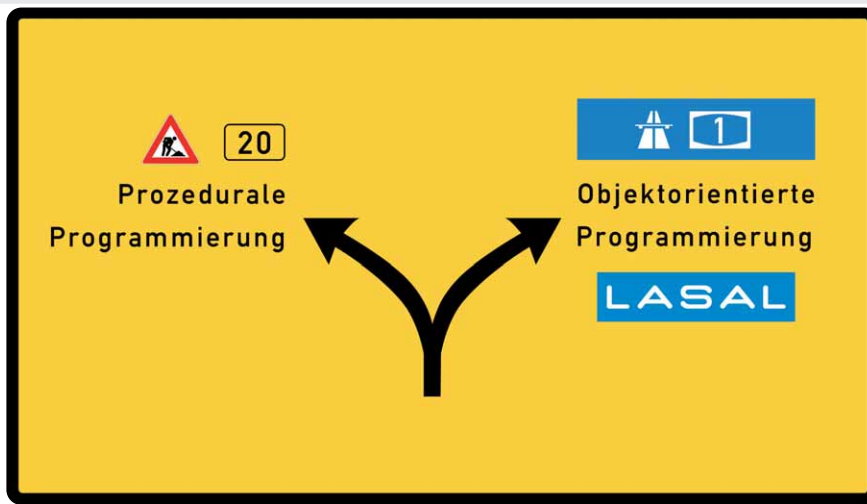 20
Prozedurale
Programmierung
1
Objektorientierte
Programmierung
LASAL